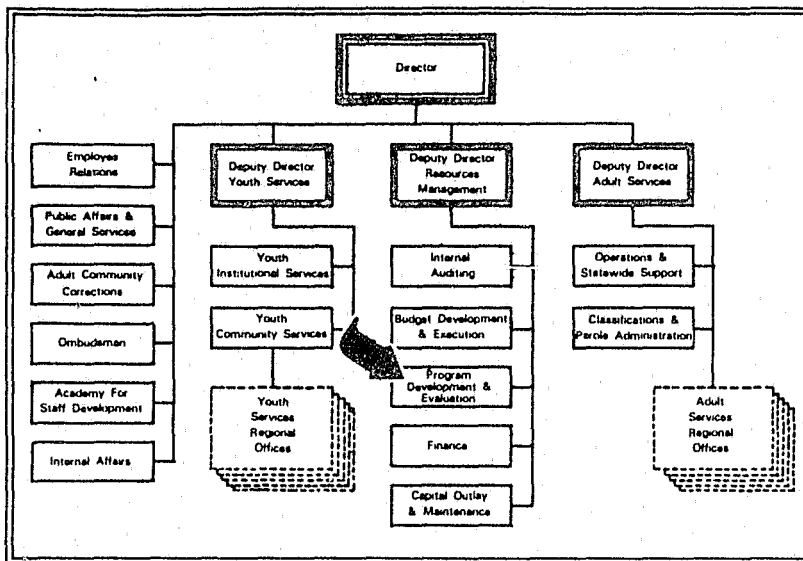 Director
Employee
Relations
Public Affairs &
General Services
Adult Community
Corrections
Ombudsman
Academy For
Staff Development
Internal Affairs
Deputy Director
Youth Services
Youth
Institutional Services
Youth
Community Services
Youth
Services
Regional
Offices
Deputy Director
Resources
Management
Internal
Auditing
Budget Development
& Execution
Program
Development &
Evaluation
Finance
Capital Outlay
& Maintenance
Deputy Director
Adult Services
Operations &
Statewide Support
Classifications &
Parole Administration
Adult
Services
Regional
Offices